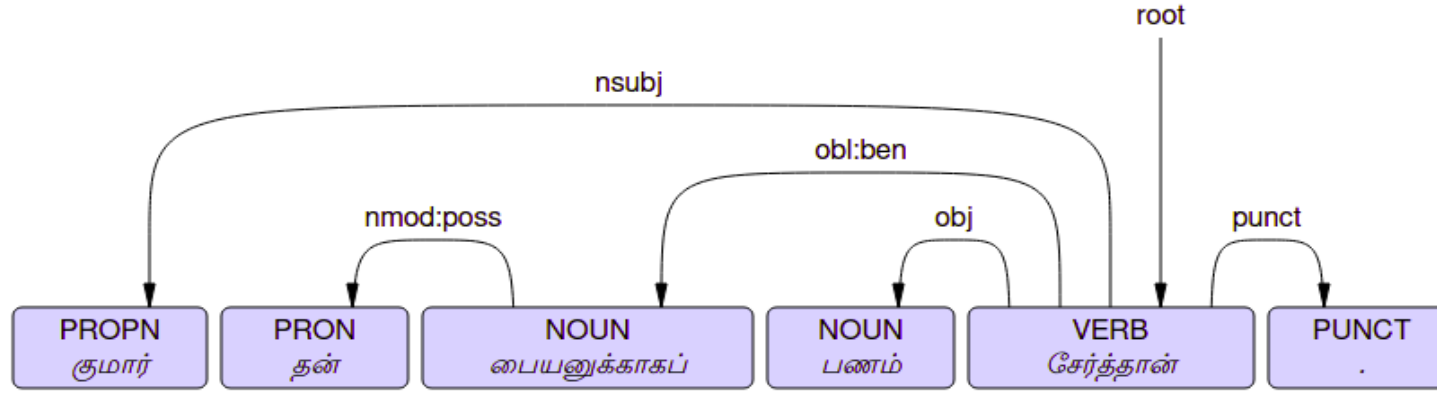 root
nsubj
obl:ben
nmod:poss obj punct
PROPN PRON NOUN NOUN VERB PUNCT
குமார் தன் பையனுக்காகப் பணம் சேர்த்தான் .